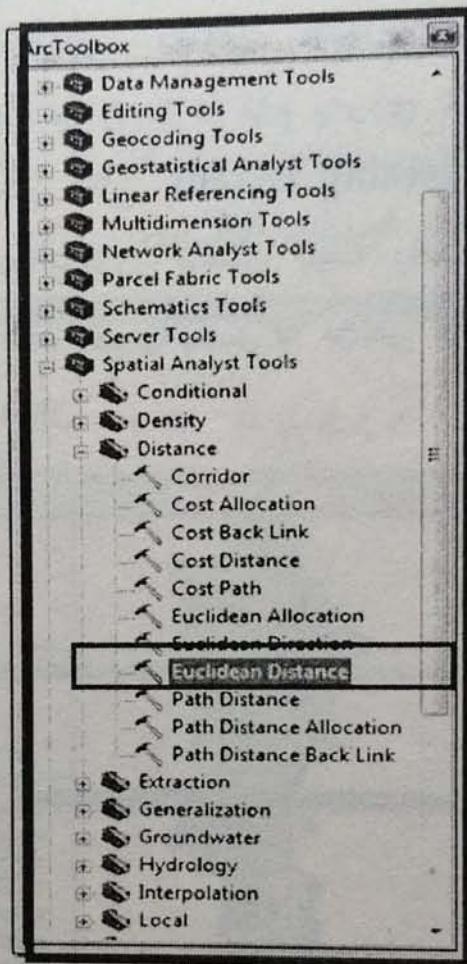 ArcToolbox
Data Management Tools
Editing Tools
Geocoding Tools
Geostatistical Analyst Tools
Linear Referencing Tools
Multidimension Tools
Network Analyst Tools
Parcel Fabric Tools
Schematics Tools
Server Tools
Spatial Analyst Tools
Conditional
Density
Distance
Corridor
Cost Allocation
Cost Back Link
Cost Distance
Cost Path
Euclidean Allocation
Euclidean Direction
Euclidean Distance
Path Distance
Path Distance Allocation
Path Distance Back Link
Extraction
Generalization
Groundwater
Hydrology
Interpolation
Local